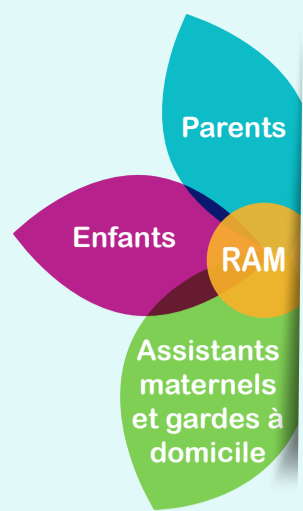 Parents
Enfants
RAM
Assistants
maternels
et gardes à
domicile